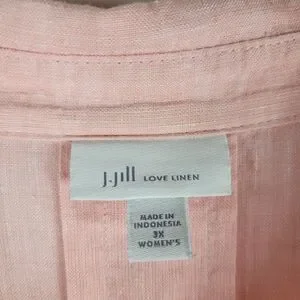 J.Jill LOVE LINEN
MADE IN
INDONESIA
3X
WOMEN'S